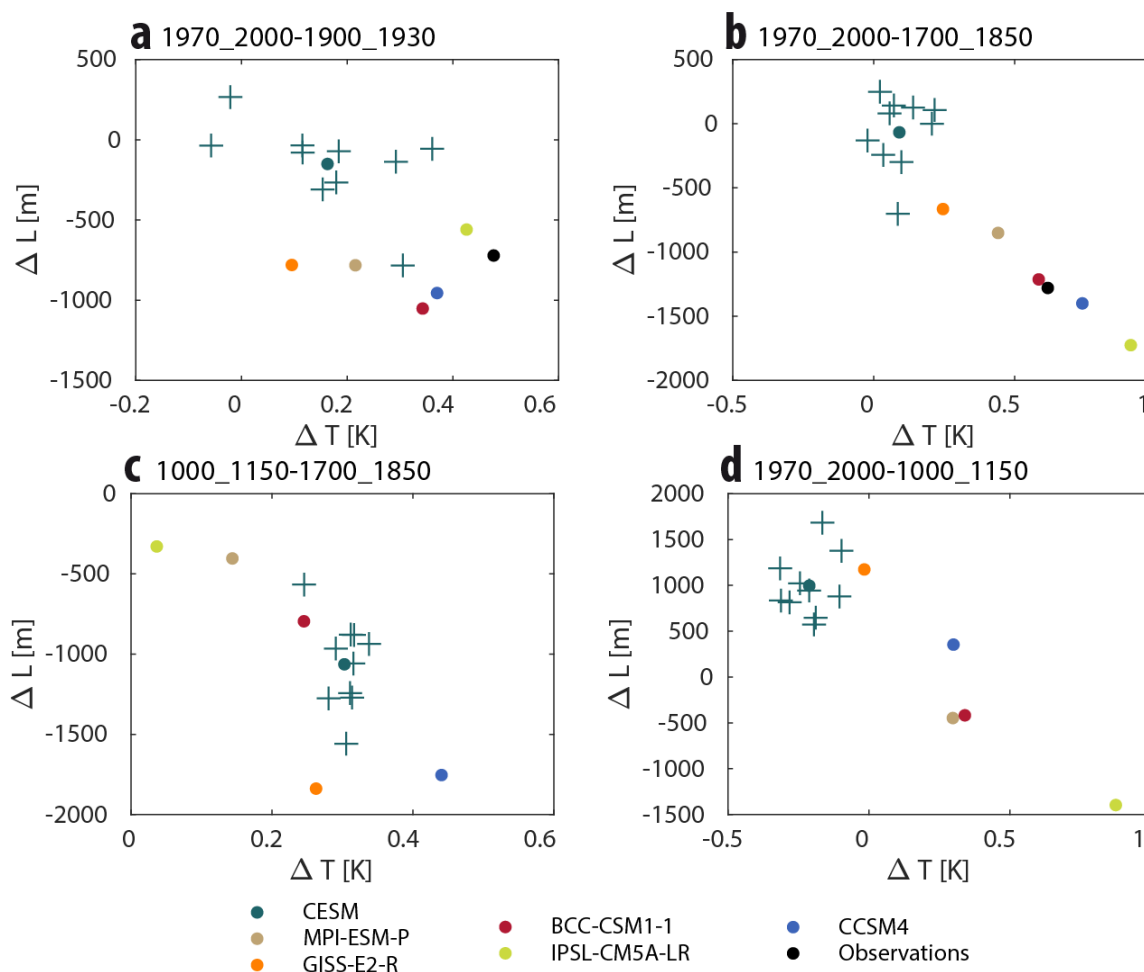 a 1970_2000-1900_1930
500
0
-500
-1000
-1500
Δ L [m]
-0.2 0 0.2 0.4 0.6
Δ T [K]
b 1970_2000-1700_1850
500
0
-500
-1000
-1500
-2000
Δ L [m]
-0.5 0 0.5 1
Δ T [K]
c 1000_1150-1700_1850
0
-500
-1000
-1500
-2000
Δ L [m]
0 0.2 0.4 0.6
Δ T [K]
d 1970_2000-1000_1150
2000
1500
1000
500
0
-500
-1000
-1500
Δ L [m]
-0.5 0 0.5 1
Δ T [K]
CESM
MPI-ESM-P
GISS-E2-R
BCC-CSM1-1
IPSL-CM5A-LR
CCSM4
Observations